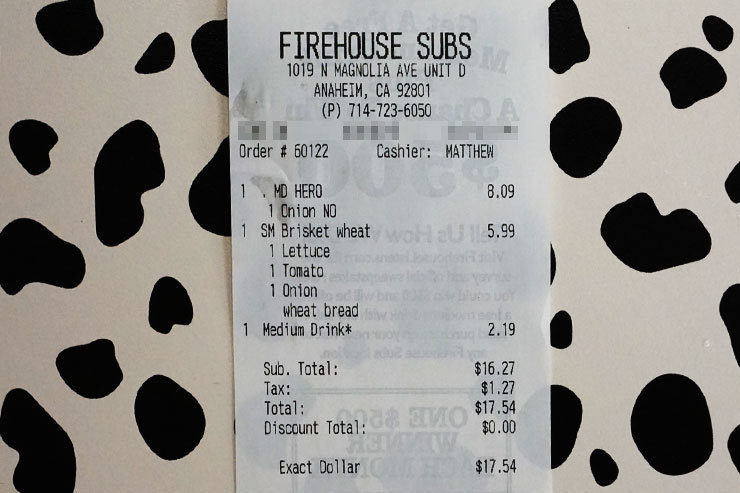 FIREHOUSE SUBS
1019 N MAGNOLIA AVE UNIT D
ANAHEIM, CA 92801
(P) 714-723-6050
Order # 60122 Cashier: MATTHEW
1 . MD HERO 8.09
1 Onion NO
1 SM Brisket wheat 5.99
1 Lettuce
1 Tomato
1 Onion
wheat bread
1 Medium Drink* 2.19
Sub. Total: $16.27
Tax: $1.27
Total: $17.54
Discount Total: $0.00
Exact Dollar $17.54